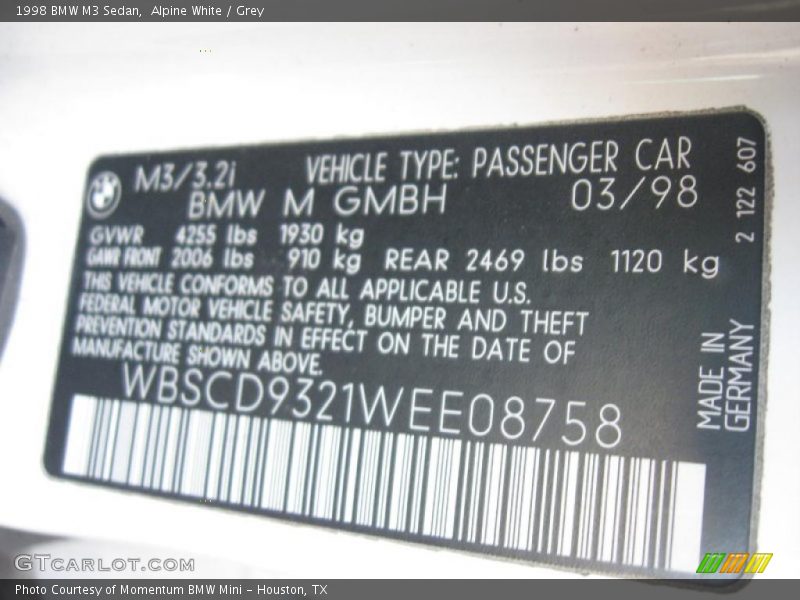 1998 BMW M3 Sedan,  Alpine White / Grey
M3/3.2i
VEHICLE TYPE: PASSENGER CAR
BMW M GMBH
03/98
GVWR 4255 lbs 1930 kg
GAWR FRONT 2006 lbs 910 kg REAR 2469 lbs 1120 kg
THIS VEHICLE CONFORMS TO ALL APPLICABLE U.S.
FEDERAL MOTOR VEHICLE SAFETY, BUMPER AND THEFT
PREVENTION STANDARDS IN EFFECT ON THE DATE OF
MANUFACTURE SHOWN ABOVE.
WBSCD9321WEE08758
2 122 607
MADE IN
GERMANY
GTCARLOT.COM
Photo Courtesy of Momentum BMW Mini - Houston, TX